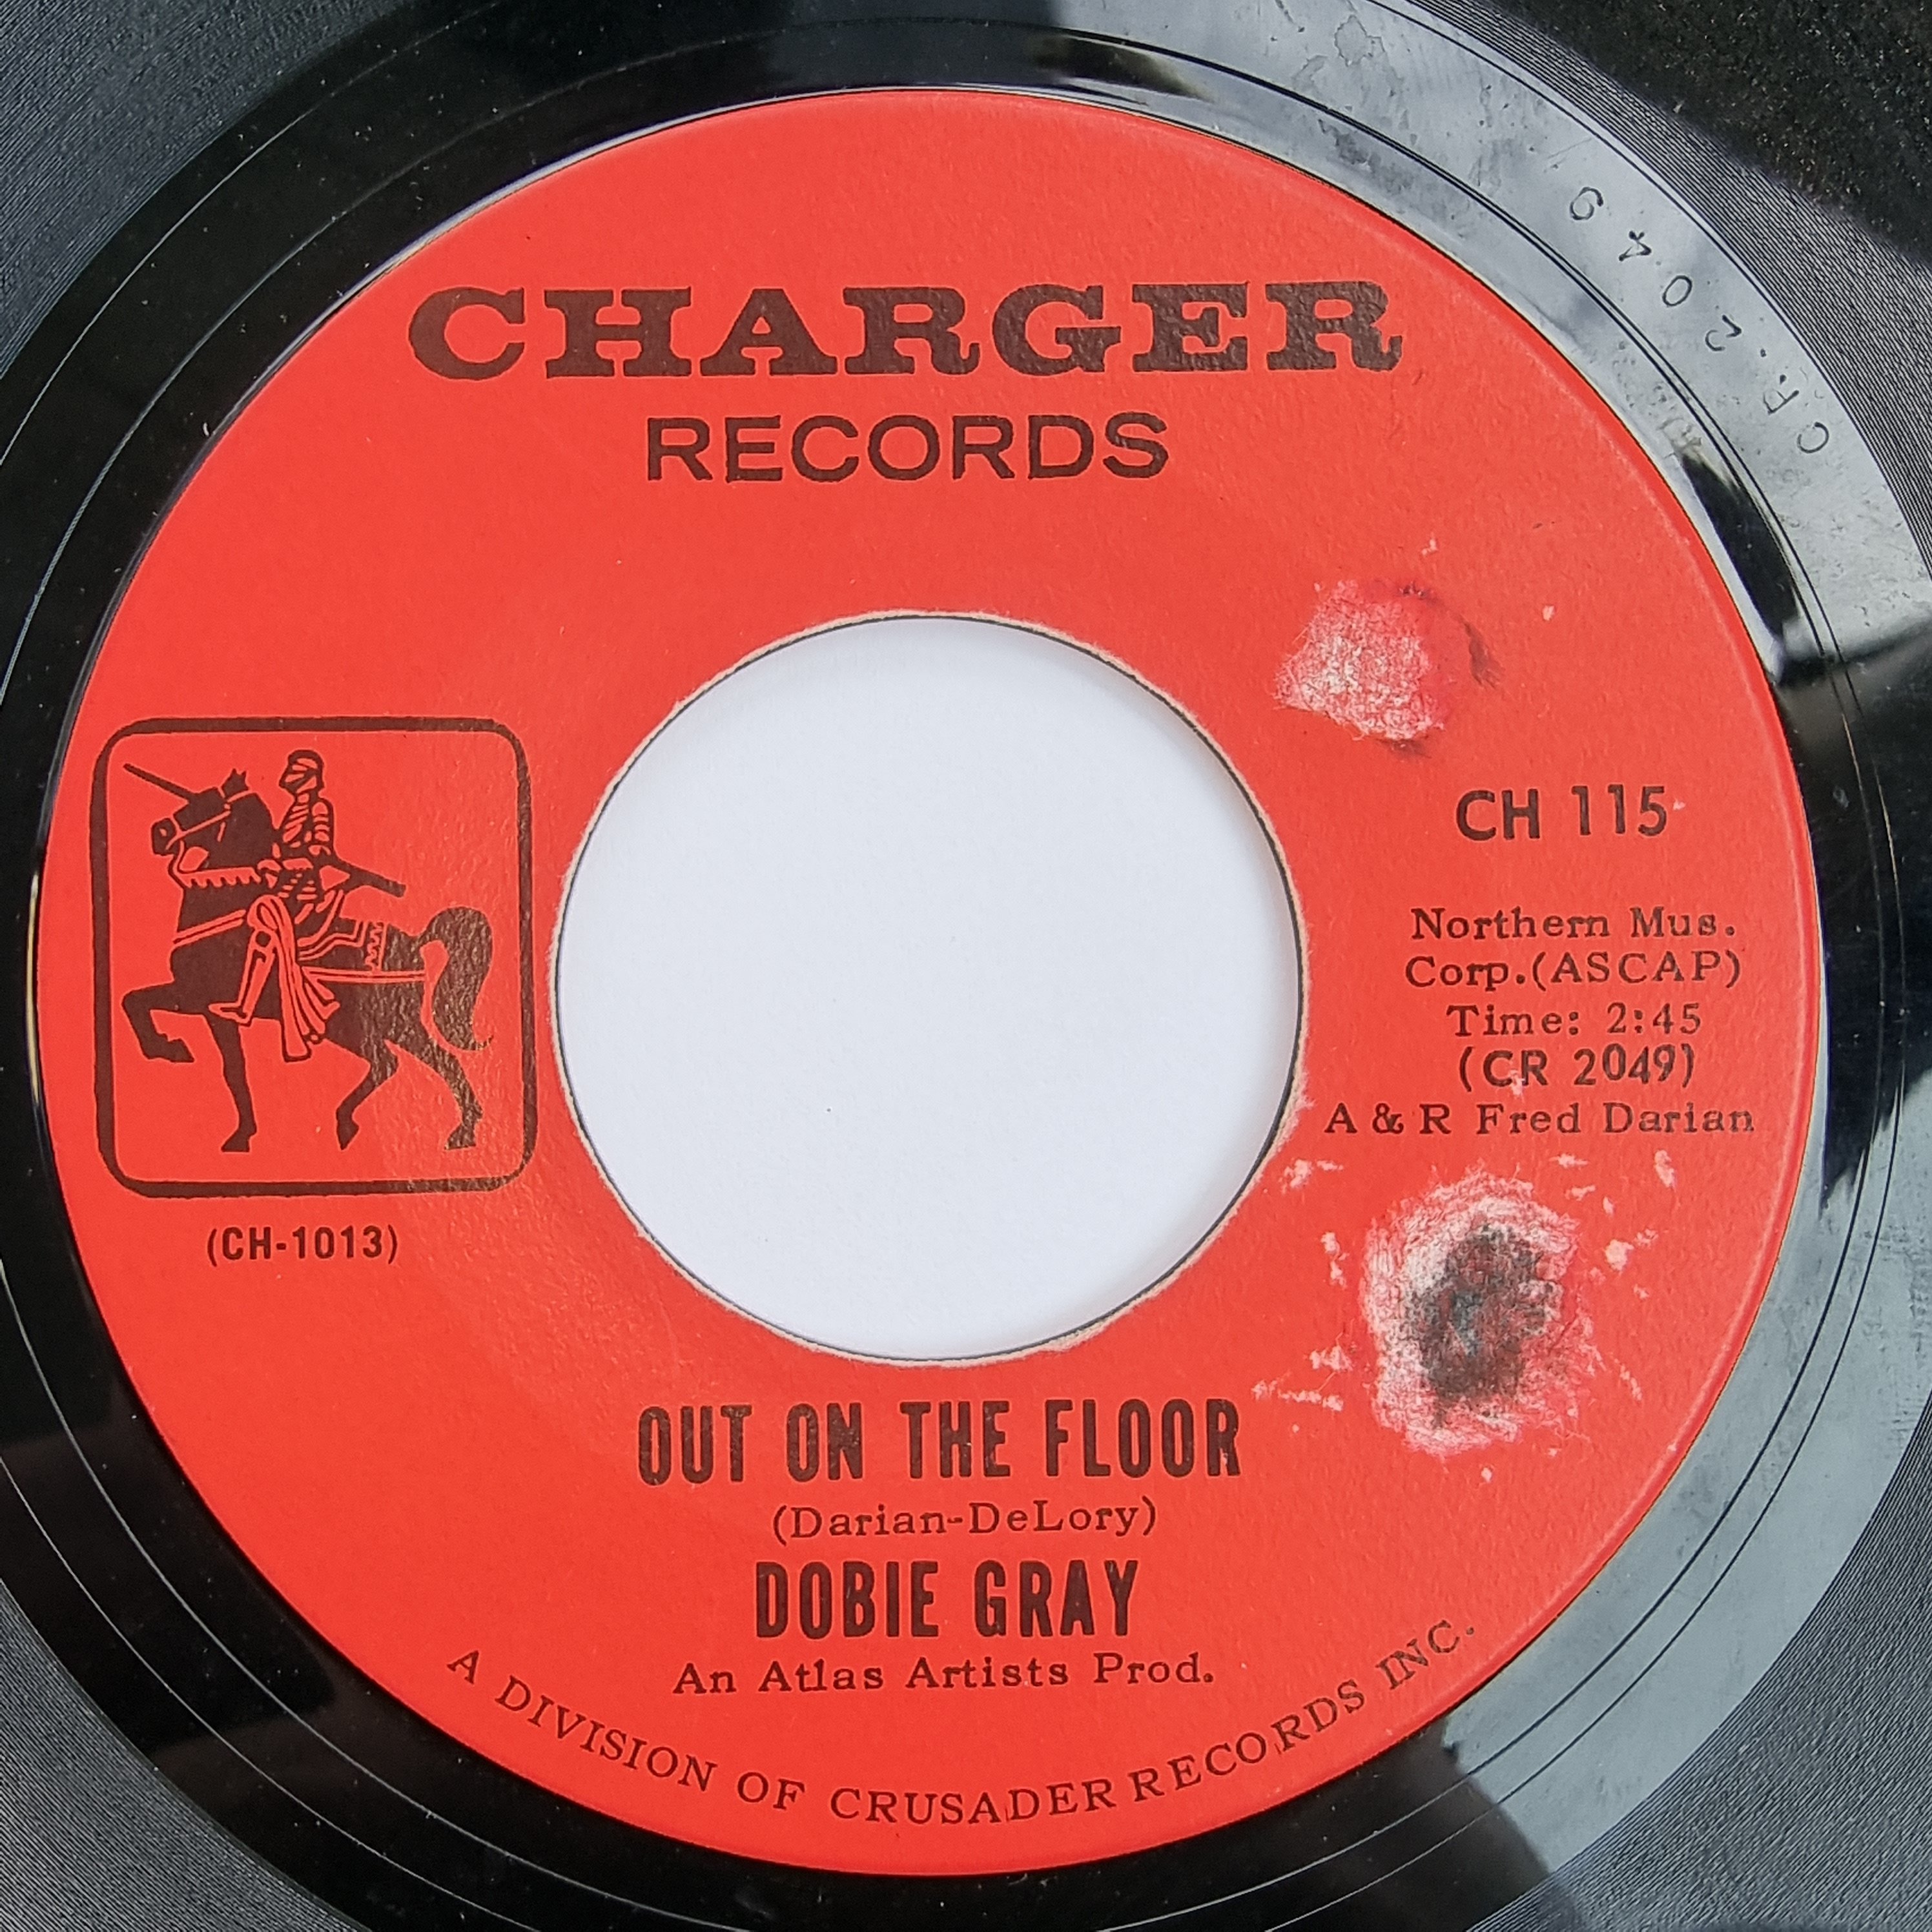 CHARGER
RECORDS
CR.2049
CH 115
Northern Mus.
Corp.(ASCAP)
Time: 2:45
(CR 2049)
A & R Fred Darian
(CH-1013)
OUT ON THE FLOOR
(Darian-DeLory)
DOBIE GRAY
An Atlas Artists Prod.
A DIVISION OF CRUSADER RECORDS INC.